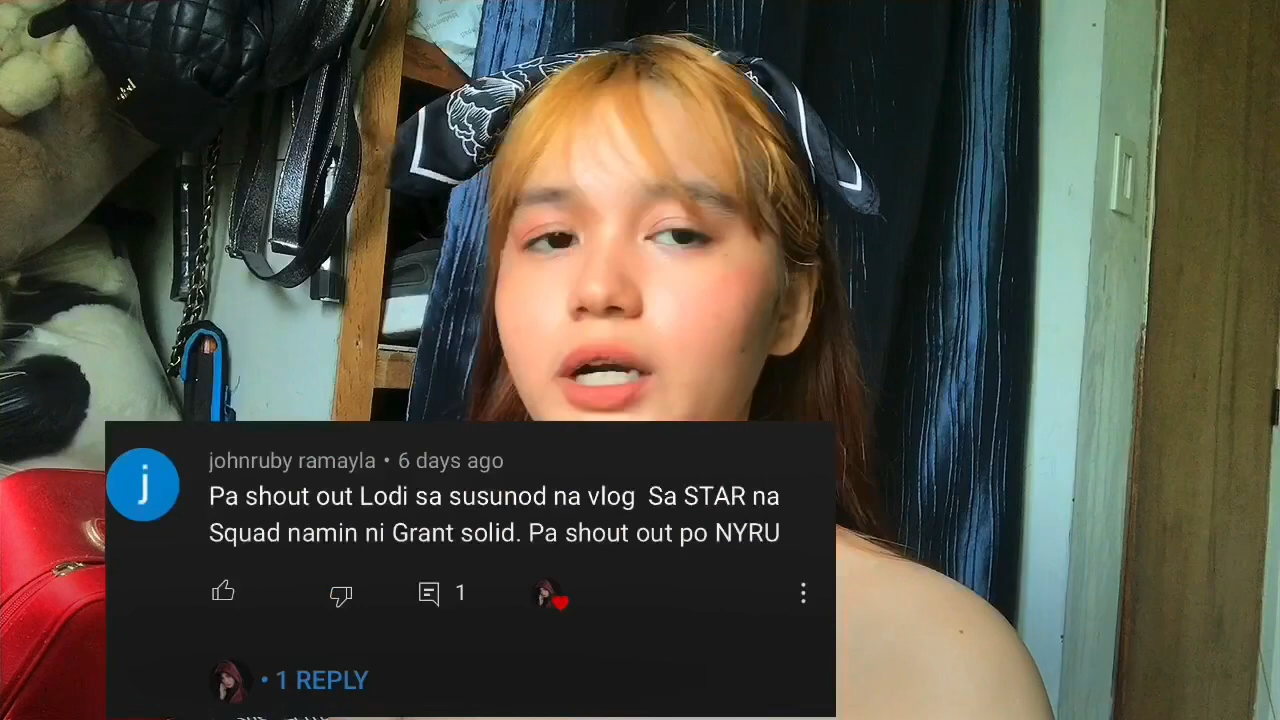 j
johnruby ramayla • 6 days ago
Pa shout out Lodi sa susunod na vlog Sa STAR na
Squad namin ni Grant solid. Pa shout out po NYRU
1
• 1 REPLY